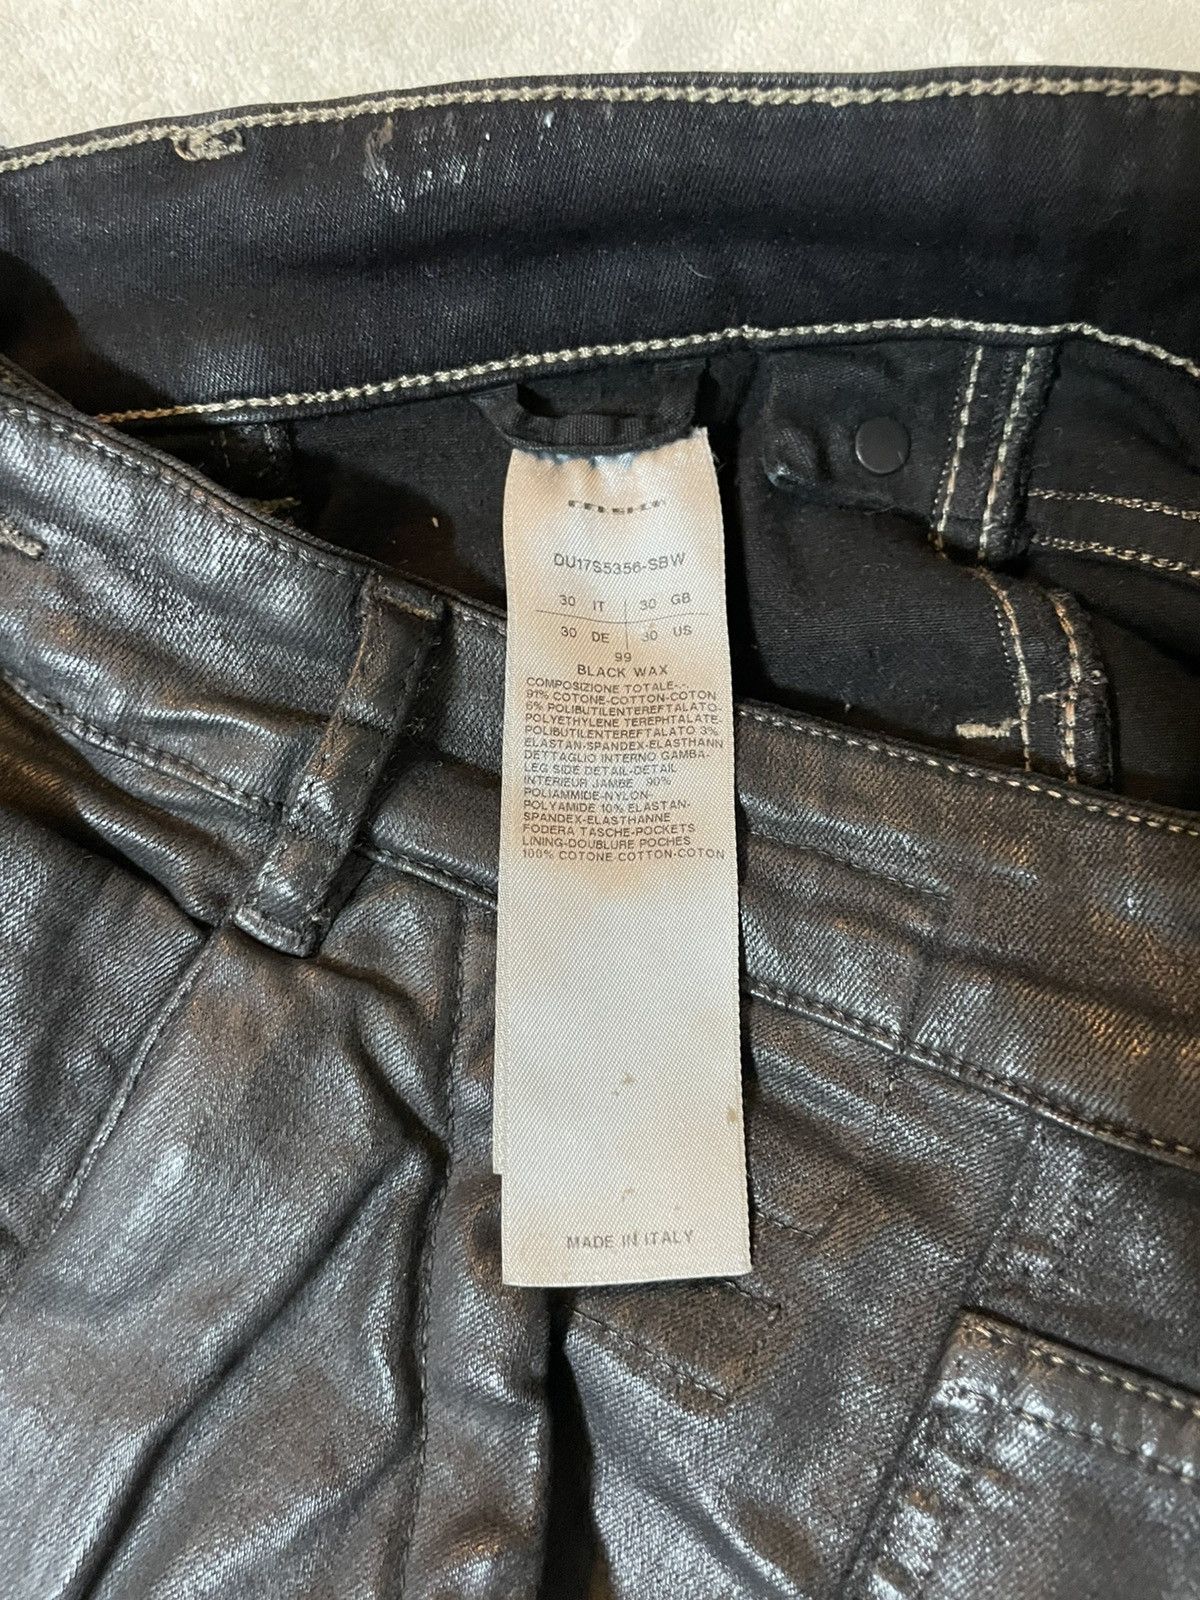 DU17S5356-SBW
30 IT 30 GB
30 DE 30 US
99
BLACK WAX
COMPOSIZIONE TOTALE--
91% COTONE-COTTON-COTON
6% POLIBUTILENTEREFTALATO-
POLYETHYLENE TEREPHTALATE-
POLIBUTILENTEREFTALATO 3%
ELASTAN-SPANDEX-ELASTHANN
DETTAGLIO INTERNO GAMBA-
LEG SIDE DETAIL-DETAIL
INTERIEUR JAMBE 90%
POLIAMMIDE-NYLON-
POLYAMIDE 10% ELASTAN-
SPANDEX-ELASTHANNE
FODERA TASCHE-POCKETS
LINING-DOUBLURE POCHES
100% COTONE-COTTON-COTON
MADE IN ITALY